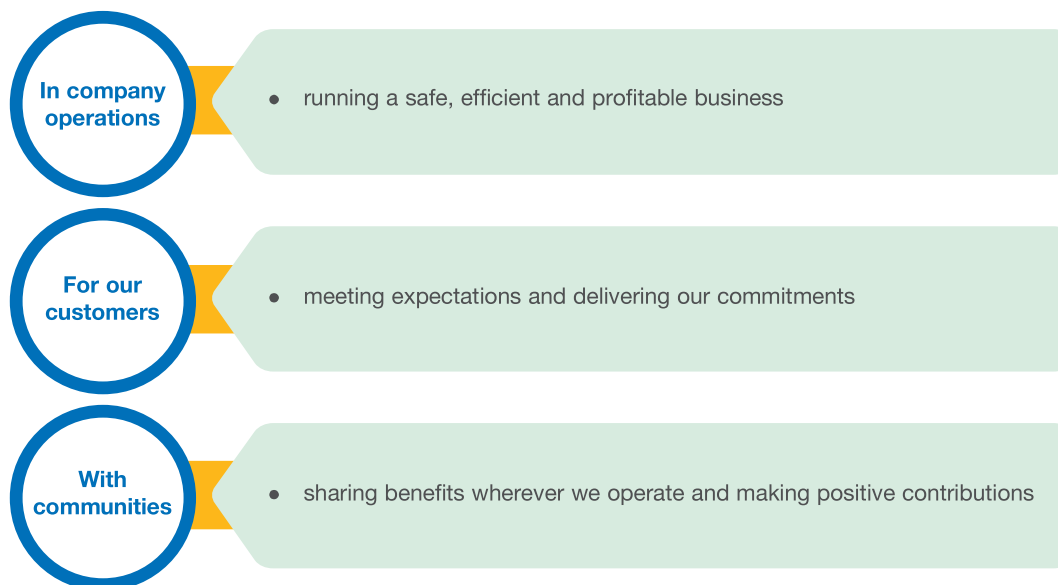 In company
operations
• running a safe, efficient and profitable business
For our
customers
• meeting expectations and delivering our commitments
With
communities
• sharing benefits wherever we operate and making positive contributions